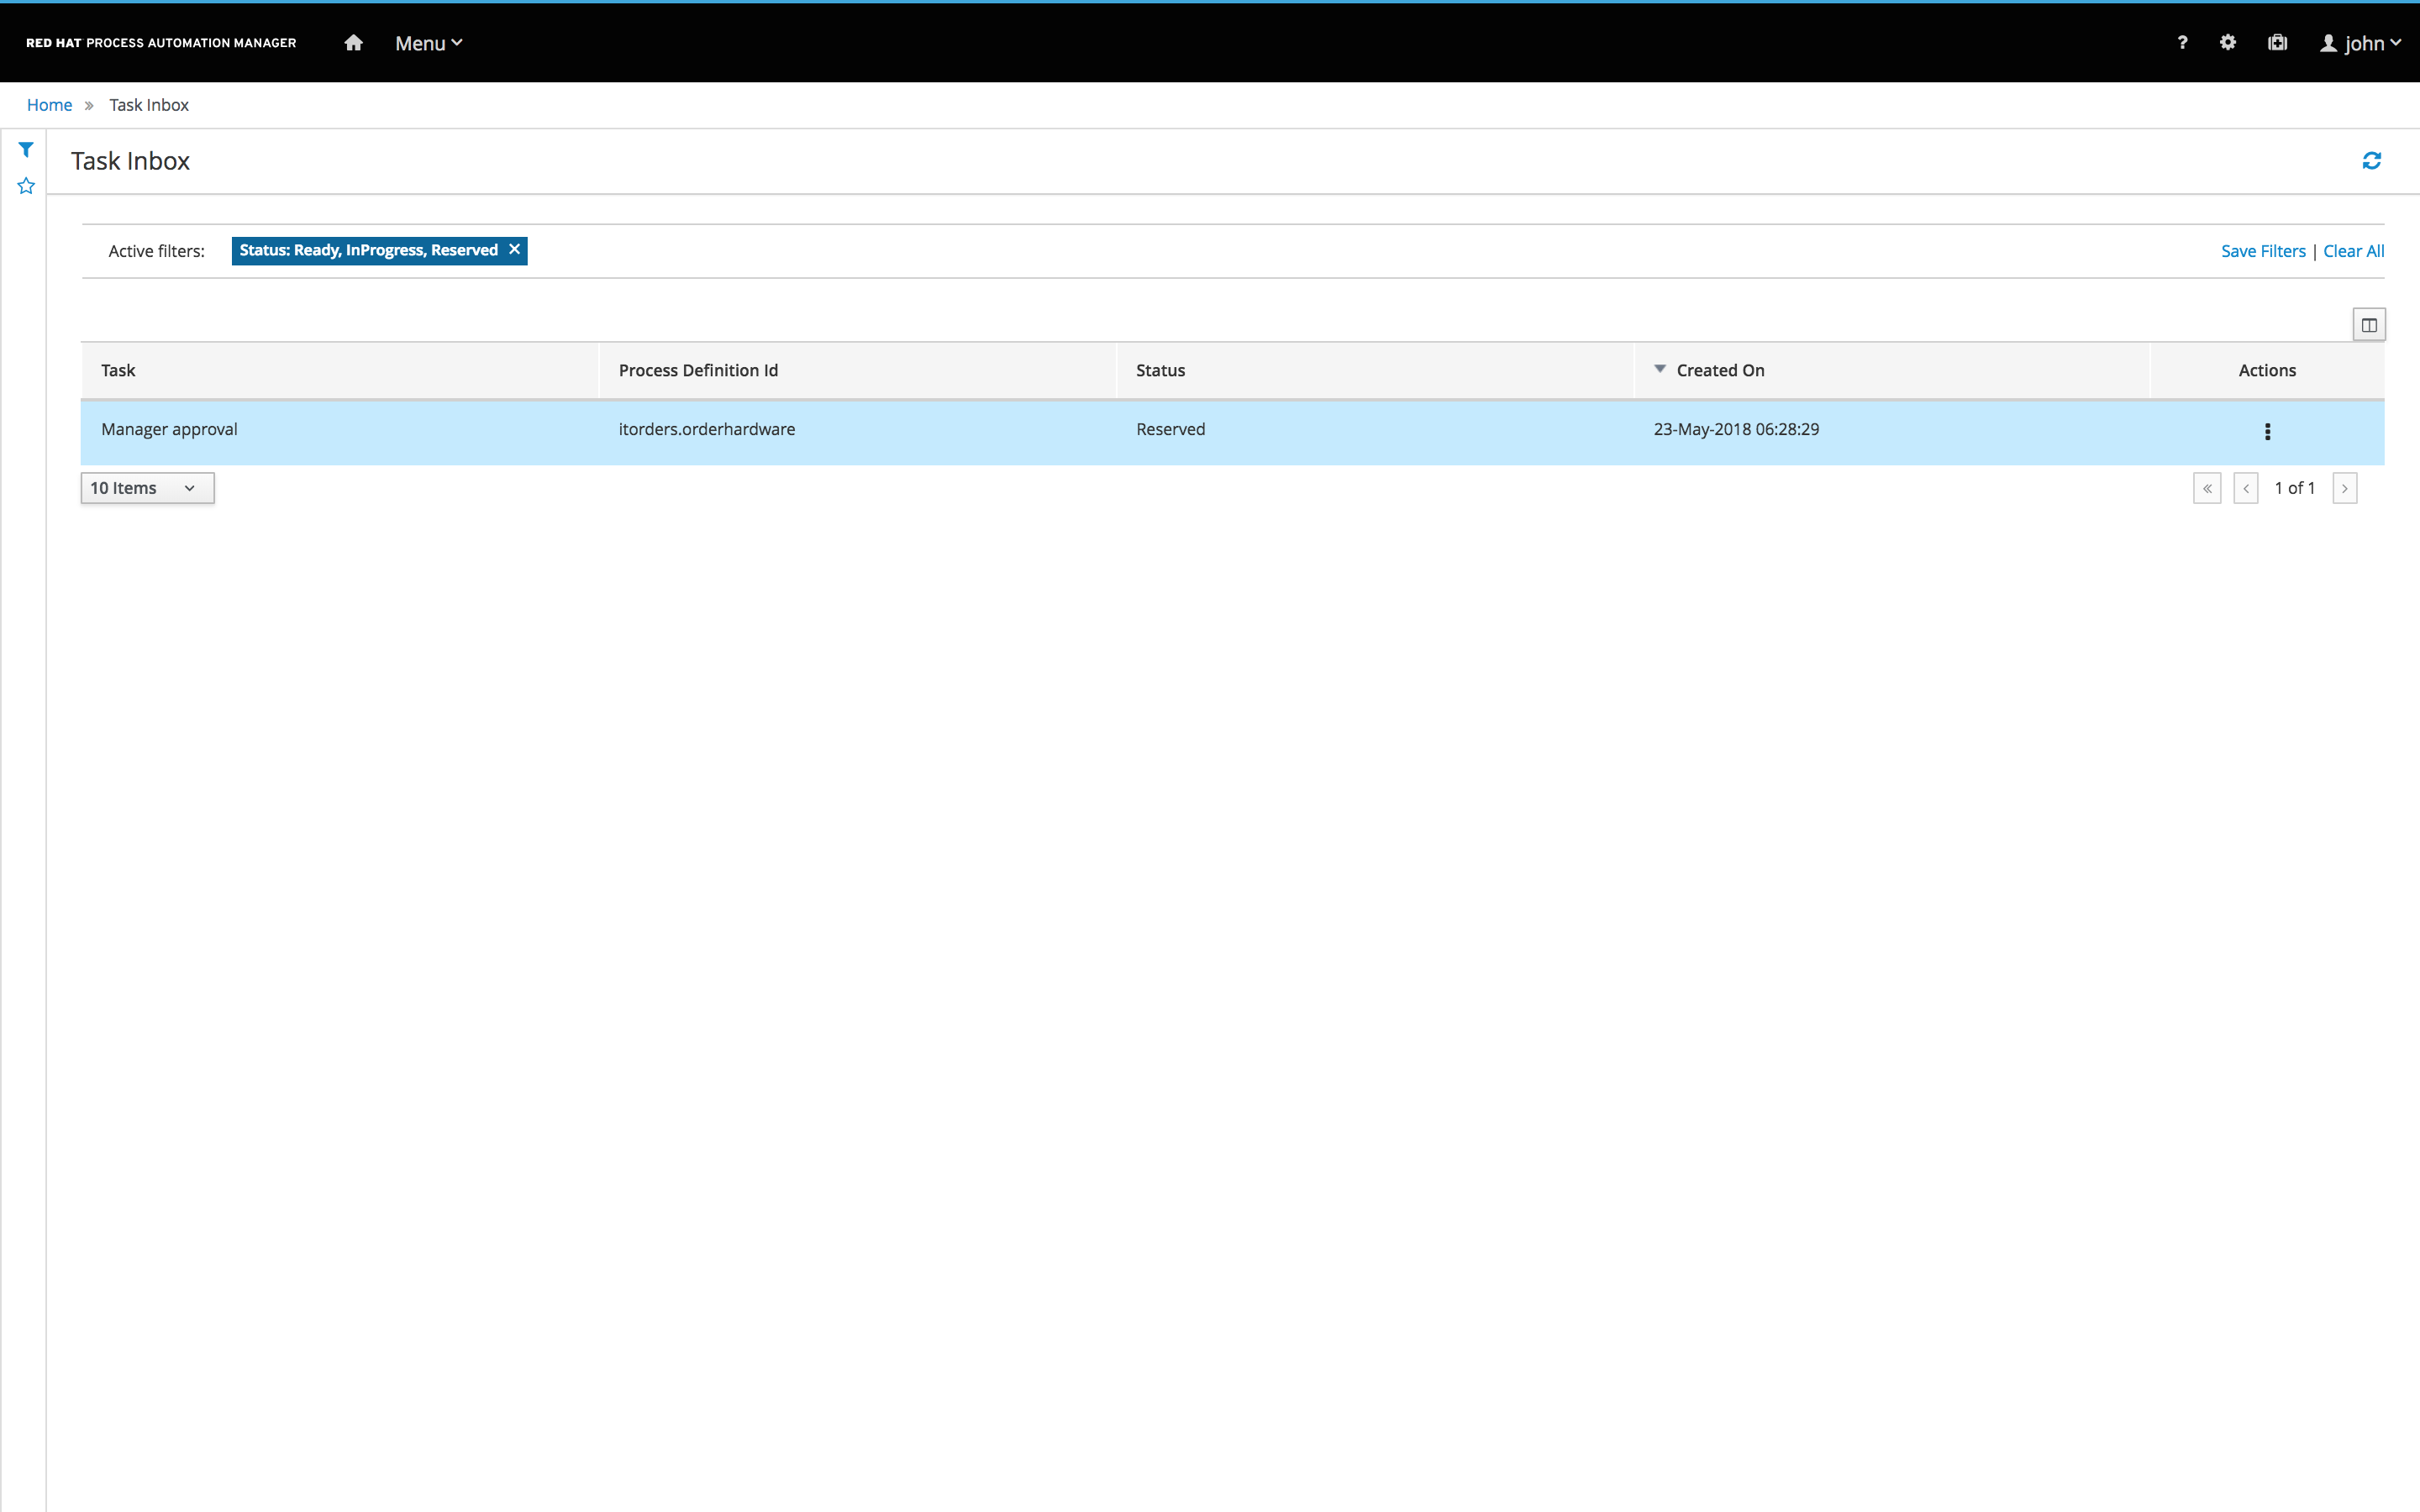 RED HAT PROCESS AUTOMATION MANAGER Menu ? john
Home » Task Inbox
Task Inbox
Active filters: Status: Ready, InProgress, Reserved ✕ Save Filters | Clear All
Task Process Definition Id Status Created On Actions
Manager approval itorders.orderhardware Reserved 23-May-2018 06:28:29
10 Items « ‹ 1 of 1 ›